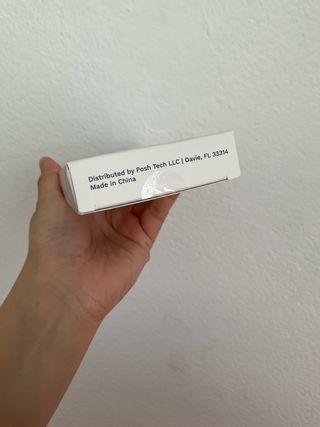 Distributed by Posh Tech LLC | Davie, FL 33314
Made in China